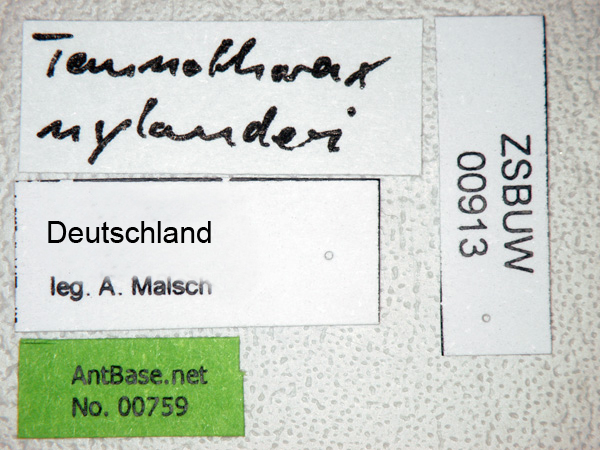 Temnothorax
nylanderi
Deutschland
leg. A. Malsch
AntBase.net
No. 00759
ZSBUW
00913